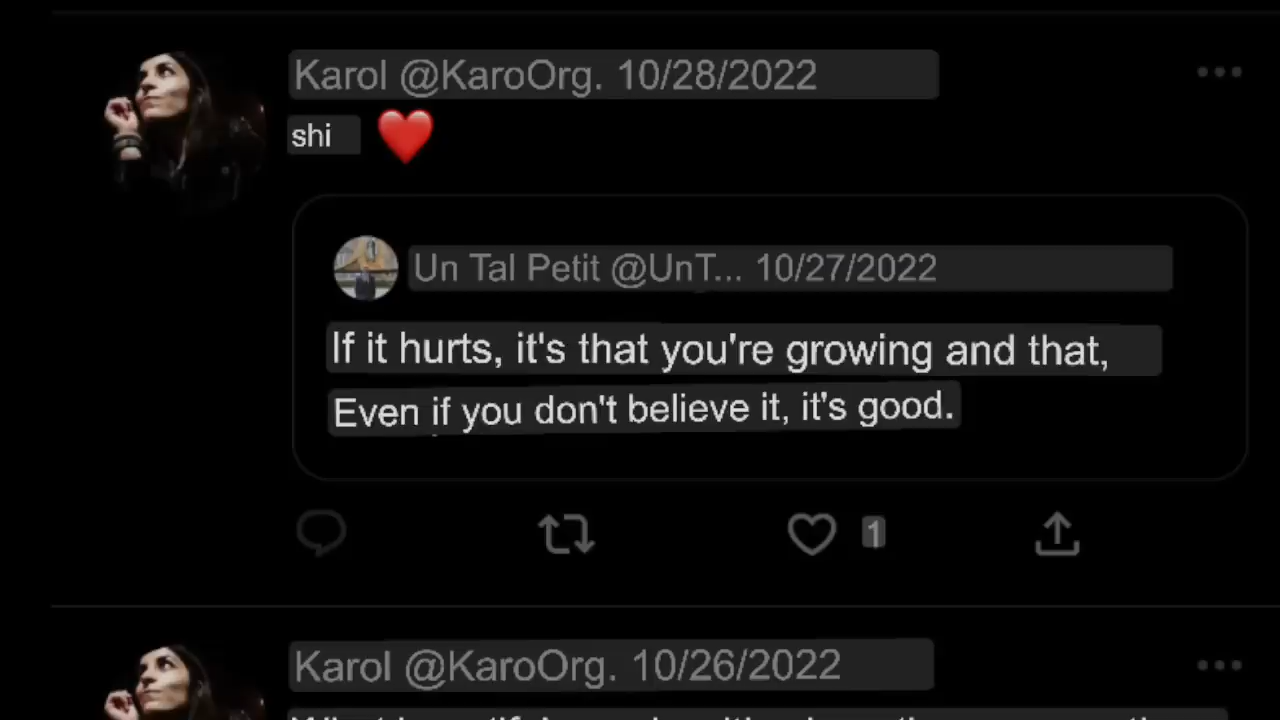 Karol @KaroOrg. 10/28/2022
shi ❤️
Un Tal Petit @UnT... 10/27/2022
If it hurts, it's that you're growing and that,
Even if you don't believe it, it's good.
1
Karol @KaroOrg. 10/26/2022